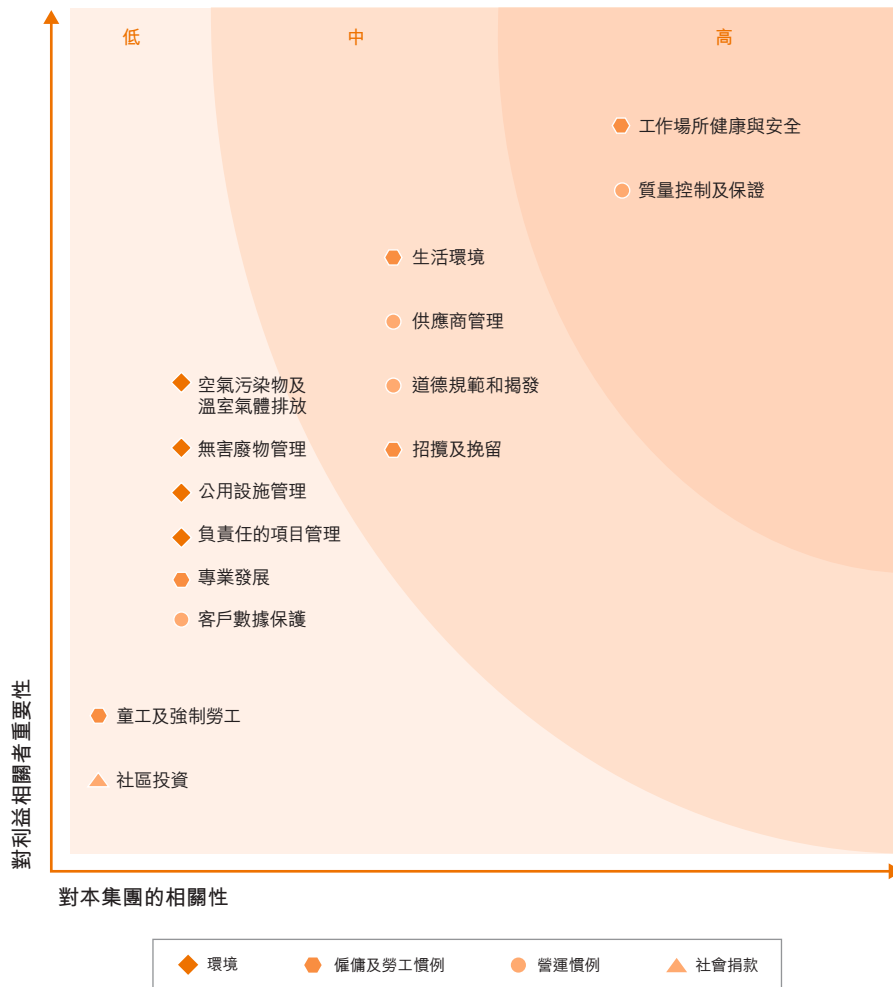 低
中
高
工作場所健康與安全
質量控制及保證
生活環境
供應商管理
空氣污染物及
溫室氣體排放
道德規範和揭發
無害廢物管理
招攬及挽留
公用設施管理
負責任的項目管理
專業發展
客戶數據保護
童工及強制勞工
社區投資
對利益相關者重要性
對本集團的相關性
環境
僱傭及勞工慣例
營運慣例
社會捐款